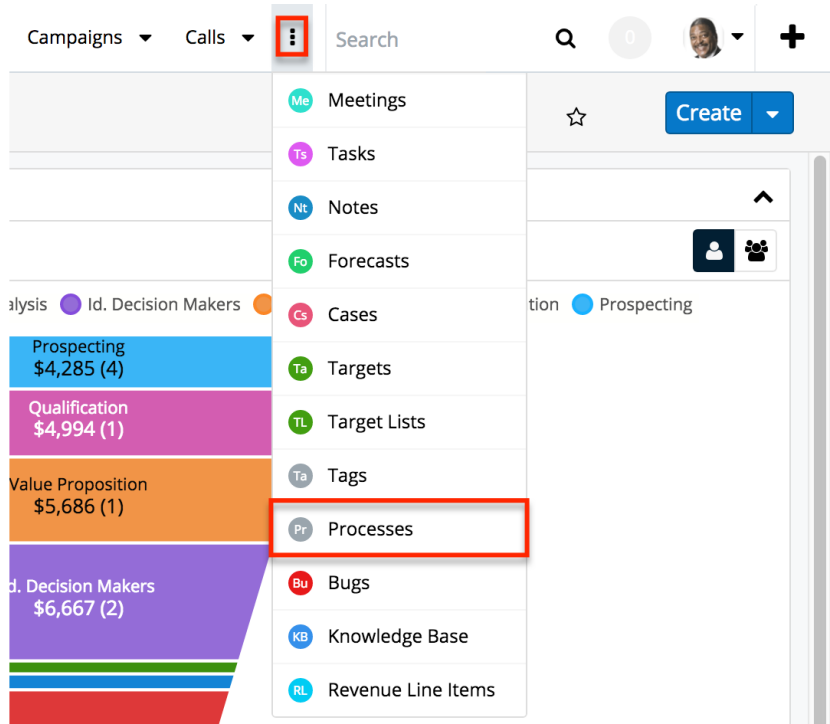 Campaigns Calls Search 0
Create
Me Meetings
Ts Tasks
Nt Notes
Fo Forecasts
Cs Cases
Ta Targets
TL Target Lists
Ta Tags
Pr Processes
Bu Bugs
KB Knowledge Base
RL Revenue Line Items
alysis Id. Decision Makers tion Prospecting
Prospecting
$4,285 (4)
Qualification
$4,994 (1)
Value Proposition
$5,686 (1)
d. Decision Makers
$6,667 (2)